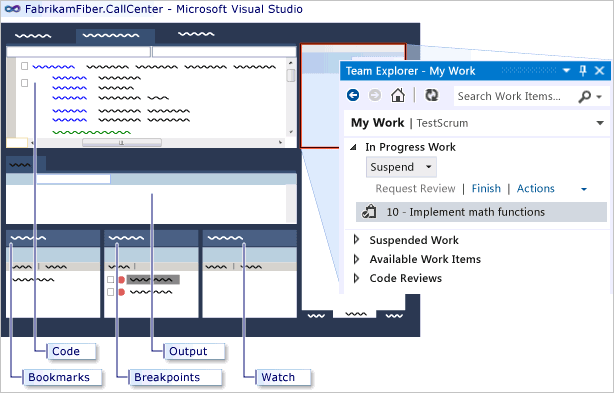 FabrikamFiber.CallCenter - Microsoft Visual Studio
Team Explorer - My Work
Search Work Items...
My Work | TestScrum
In Progress Work
Suspend
Request Review | Finish | Actions
10 - Implement math functions
Suspended Work
Available Work Items
Code Reviews
Code
Output
Bookmarks
Breakpoints
Watch